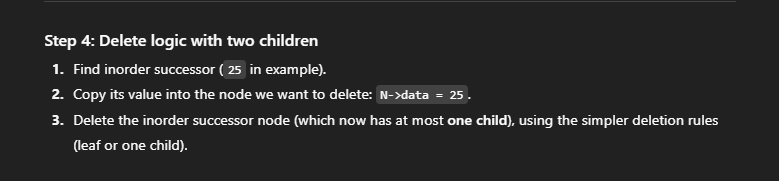 Step 4: Delete logic with two children
1. Find inorder successor ( 25 in example).
2. Copy its value into the node we want to delete: N->data = 25 .
3. Delete the inorder successor node (which now has at most one child), using the simpler deletion rules
(leaf or one child).